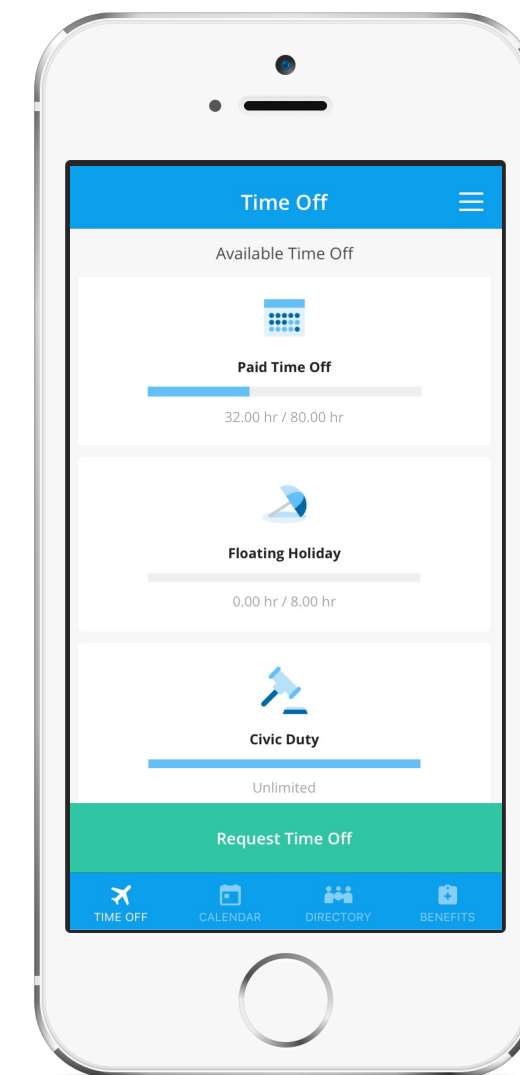 Time Off
Available Time Off
Paid Time Off
32.00 hr / 80.00 hr
Floating Holiday
0.00 hr / 8.00 hr
Civic Duty
Unlimited
Request Time Off
TIME OFF CALENDAR DIRECTORY BENEFITS